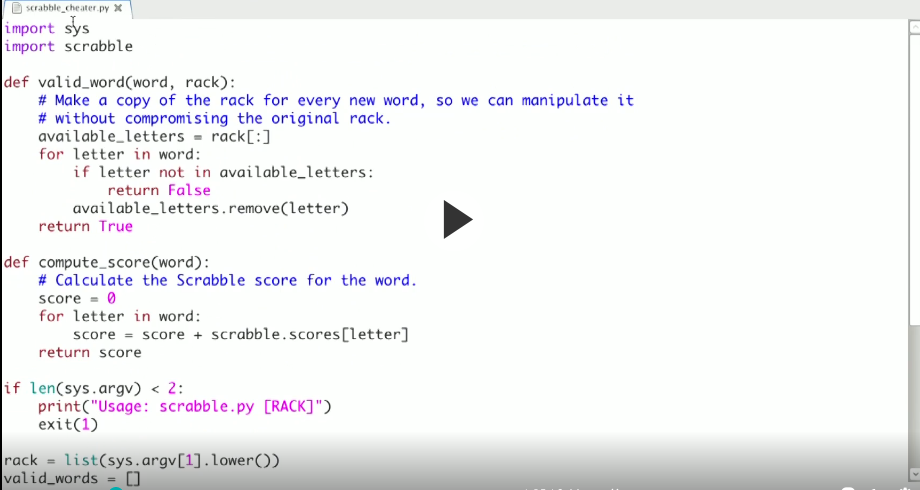 scrabble_cheater.py
import sys
import scrabble
def valid_word(word, rack):
    # Make a copy of the rack for every new word, so we can manipulate it
    # without compromising the original rack.
    available_letters = rack[:]
    for letter in word:
        if letter not in available_letters:
            return False
        available_letters.remove(letter)
    return True
def compute_score(word):
    # Calculate the Scrabble score for the word.
    score = 0
    for letter in word:
        score = score + scrabble.scores[letter]
    return score
if len(sys.argv) < 2:
    print("Usage: scrabble.py [RACK]")
    exit(1)
rack = list(sys.argv[1].lower())
valid_words = []